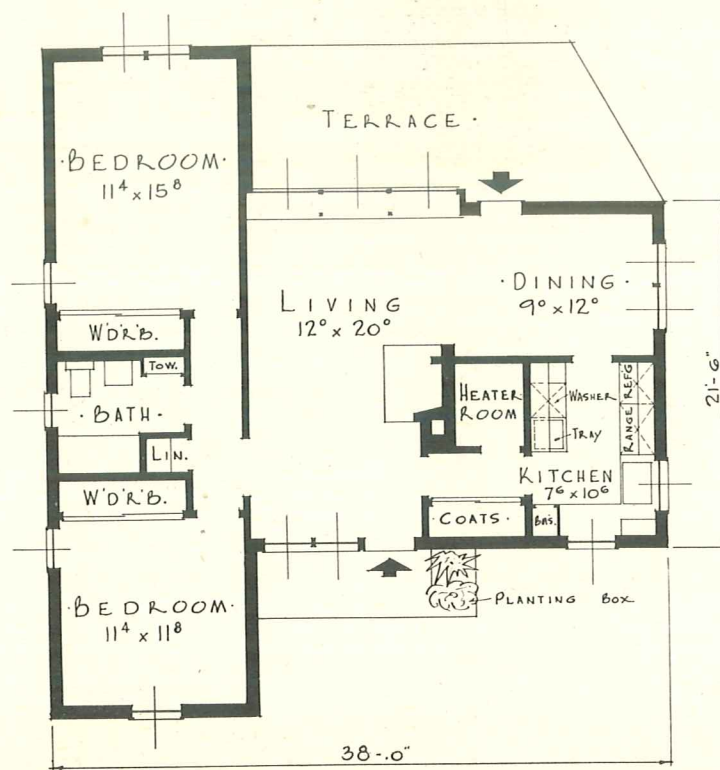 TERRACE.
·BEDROOM·
11⁴ x 15⁸
LIVING
12⁰ x 20⁰
·DINING·
9⁰ x 12⁰
W'D'R'B.
TOW.
·BATH·
LIN.
HEATER
ROOM
WASHER
TRAY
RANGE REFG
21'-6"
KITCHEN
7⁶ x 10⁶
W'D'R'B.
·COATS·
BRS.
·BEDROOM·
11⁴ x 11⁸
PLANTING BOX
38-.0"